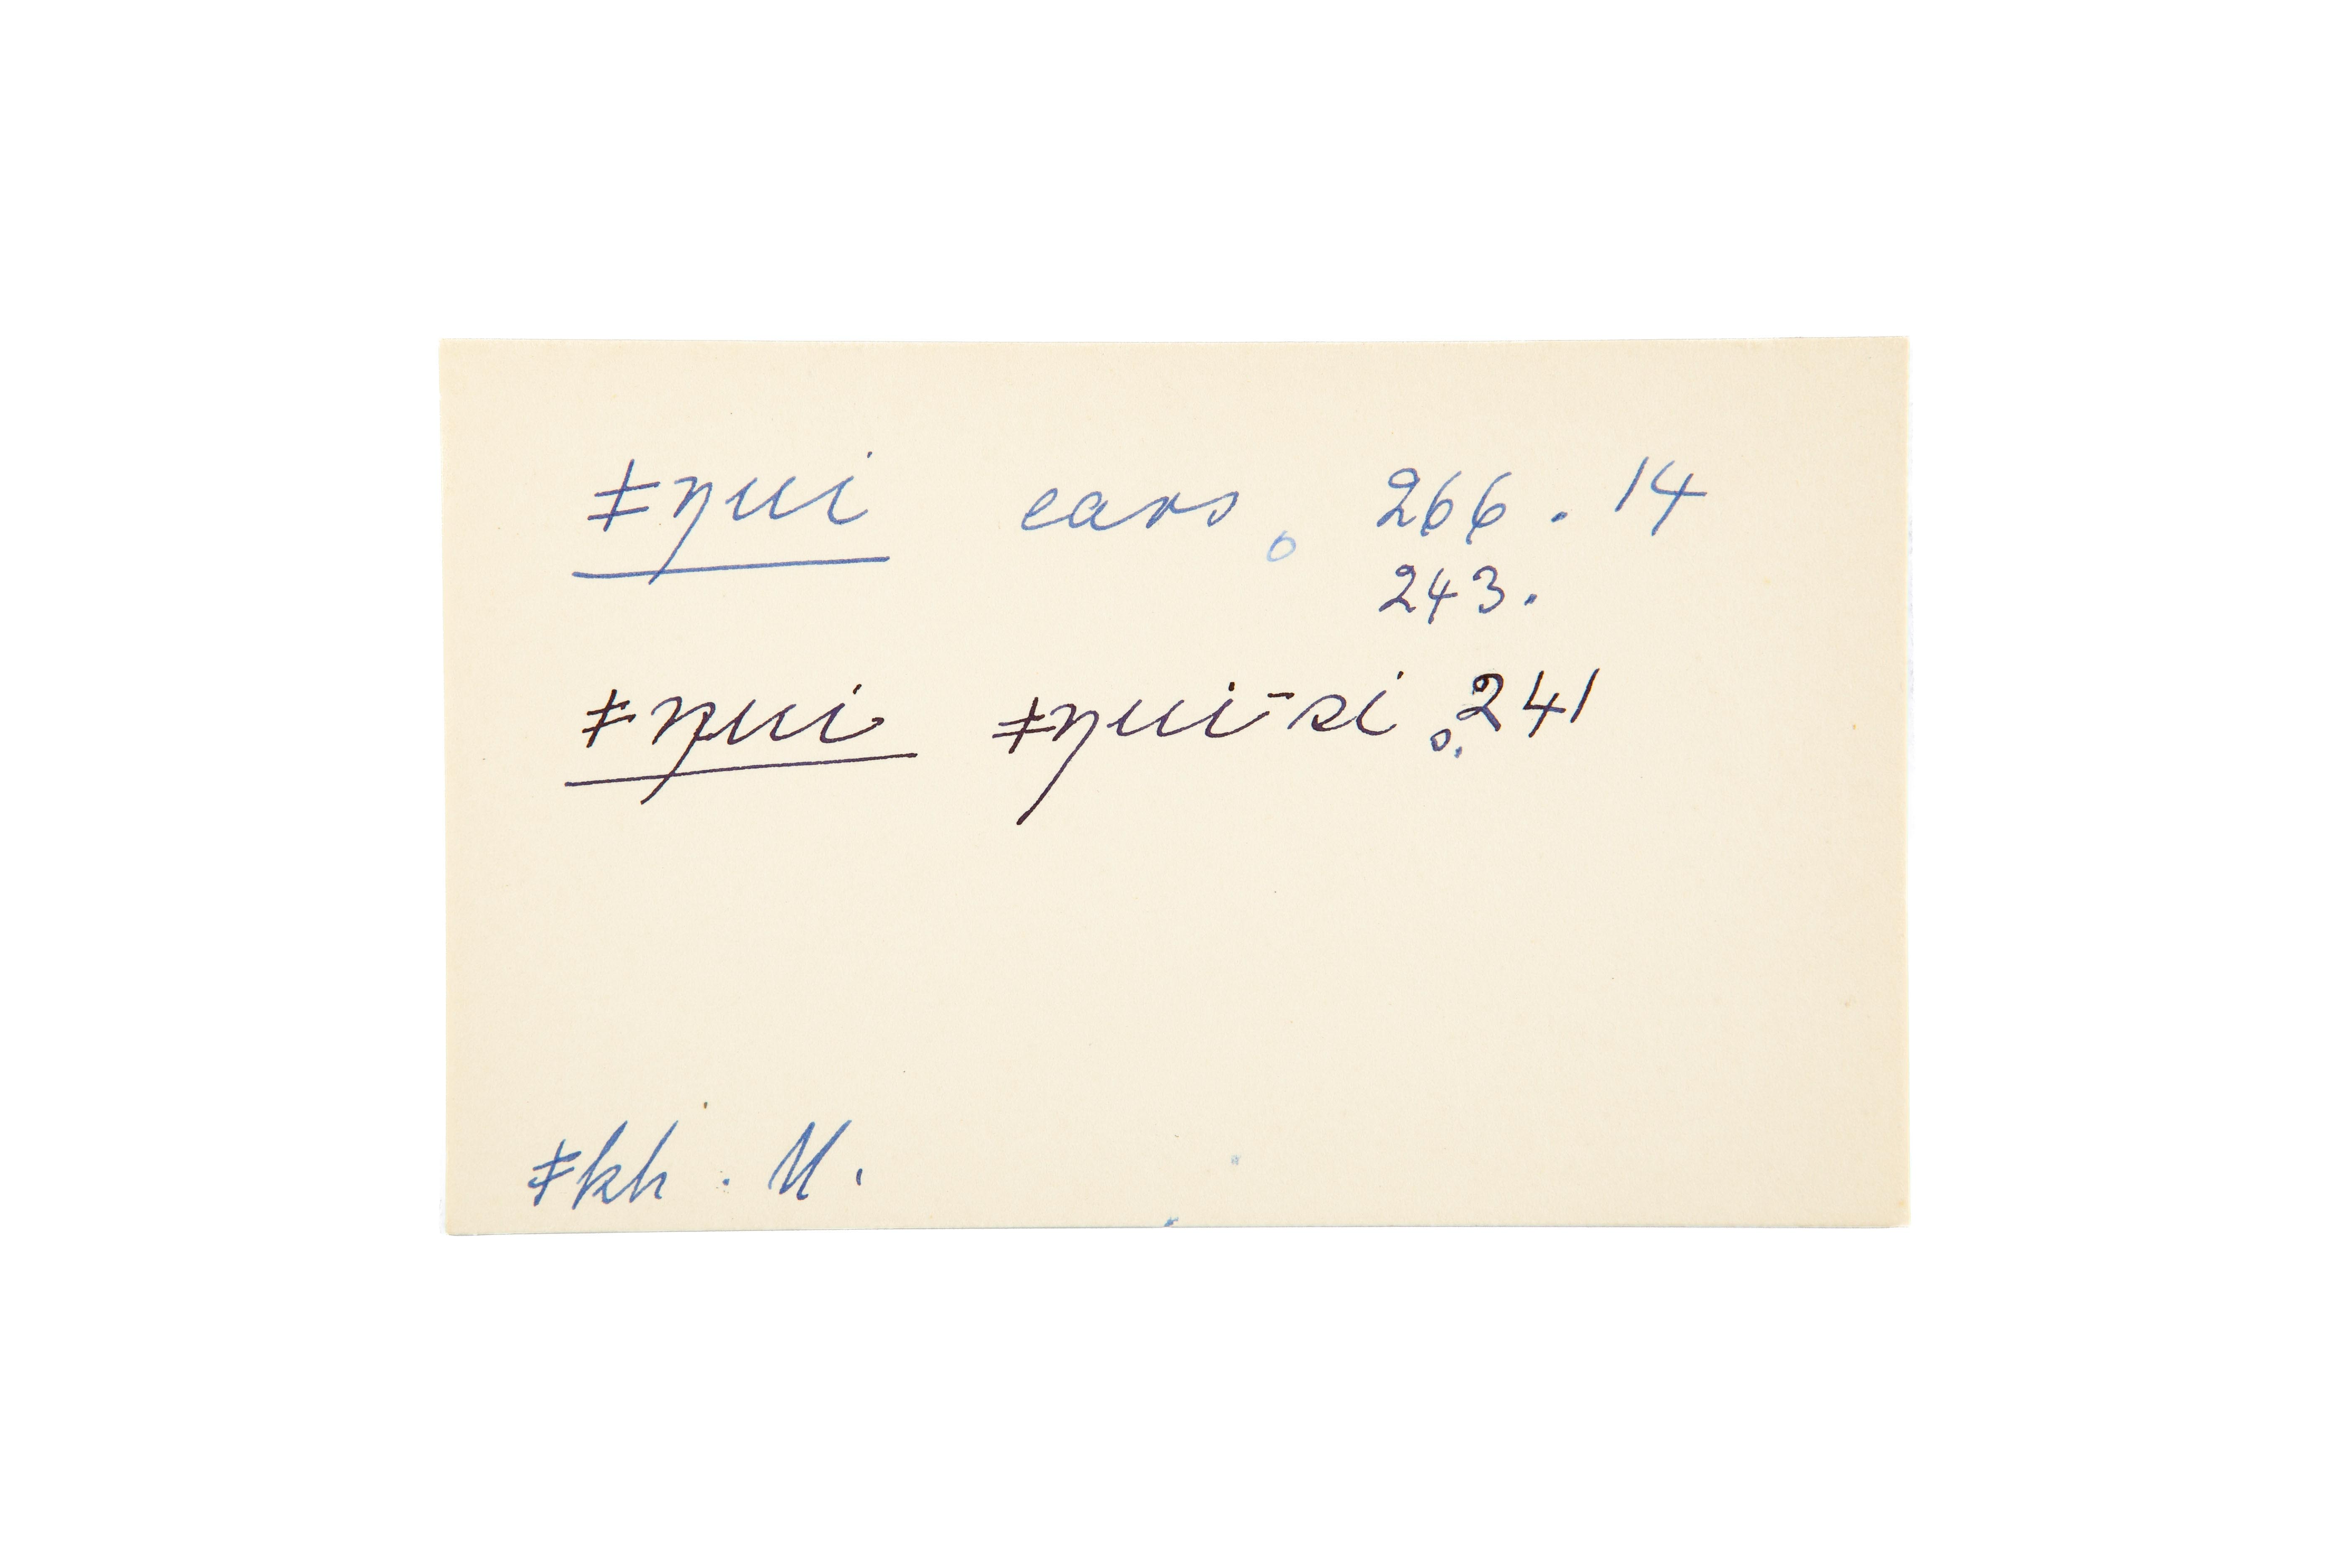 ǂŋui ears. 266. 14
243.
ǂŋui ǂŋui-si. 241
ǂkh. M.